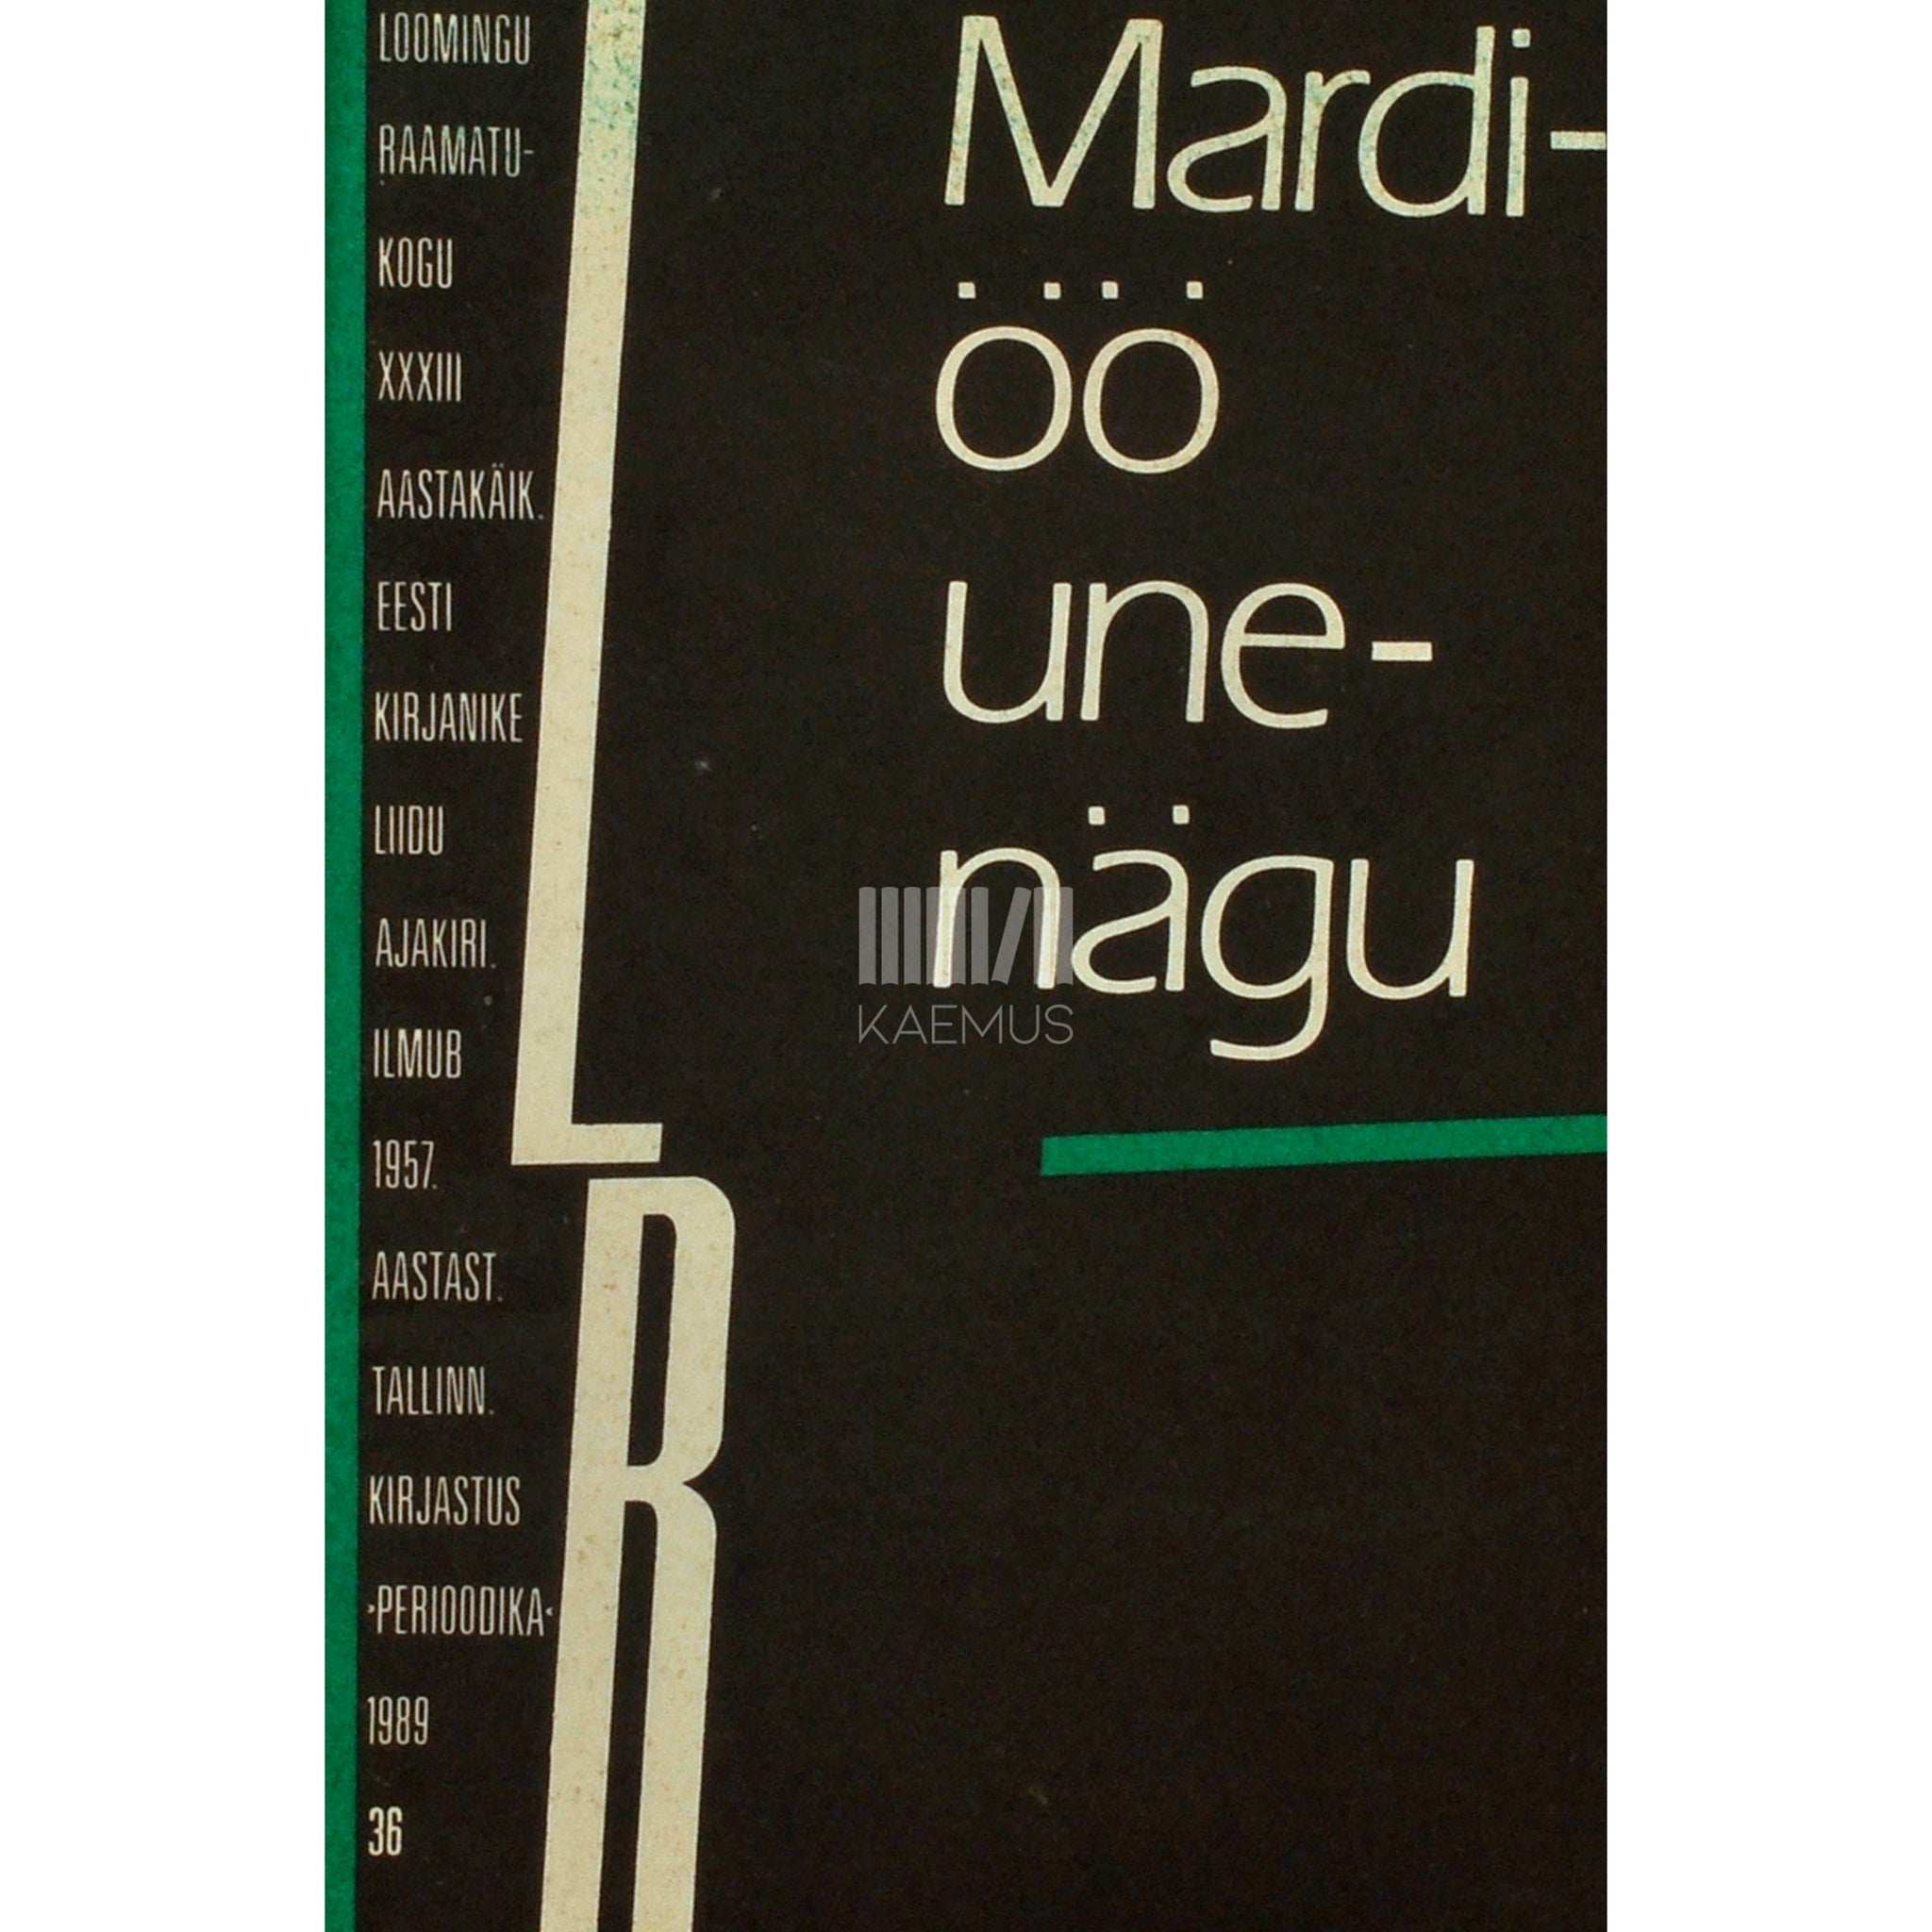 LOOMINGU
RAAMATU-
KOGU
XXXIII
AASTAKÄIK.
EESTI
KIRJANIKE
LIIDU
AJAKIRI.
ILMUB
1957.
AASTAST.
TALLINN.
KIRJASTUS
›PERIOODIKA‹
1989
36
LR
Mardi-
öö
une-
nägu
KAEMUS